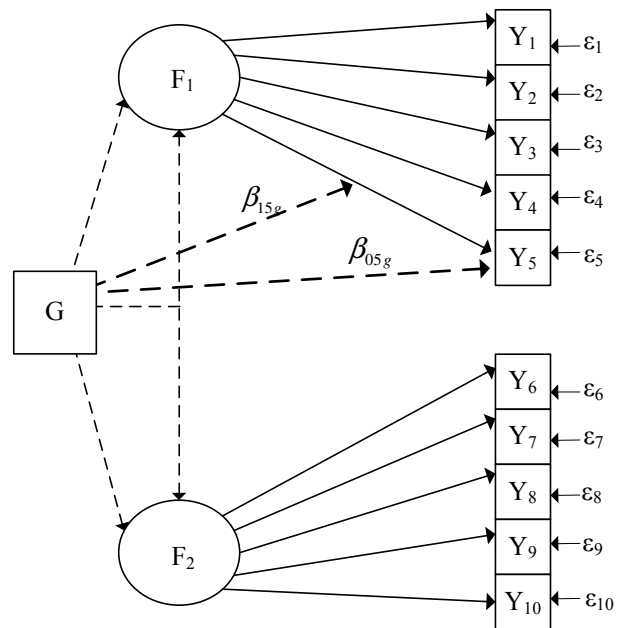 F₁
Y₁
ε₁
Y₂
ε₂
Y₃
ε₃
Y₄
ε₄
Y₅
ε₅
β₁₅g
β₀₅g
G
Y₆
ε₆
Y₇
ε₇
Y₈
ε₈
Y₉
ε₉
Y₁₀
ε₁₀
F₂